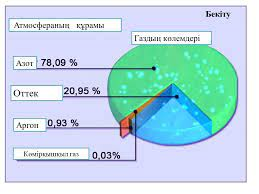 Бекіту
Атмосфераның құрамы
Газдың көлемдері
Азот 78,09 %
Оттек 20,95 %
Аргон 0,93 %
Көмірқышқыл газ 0,03%